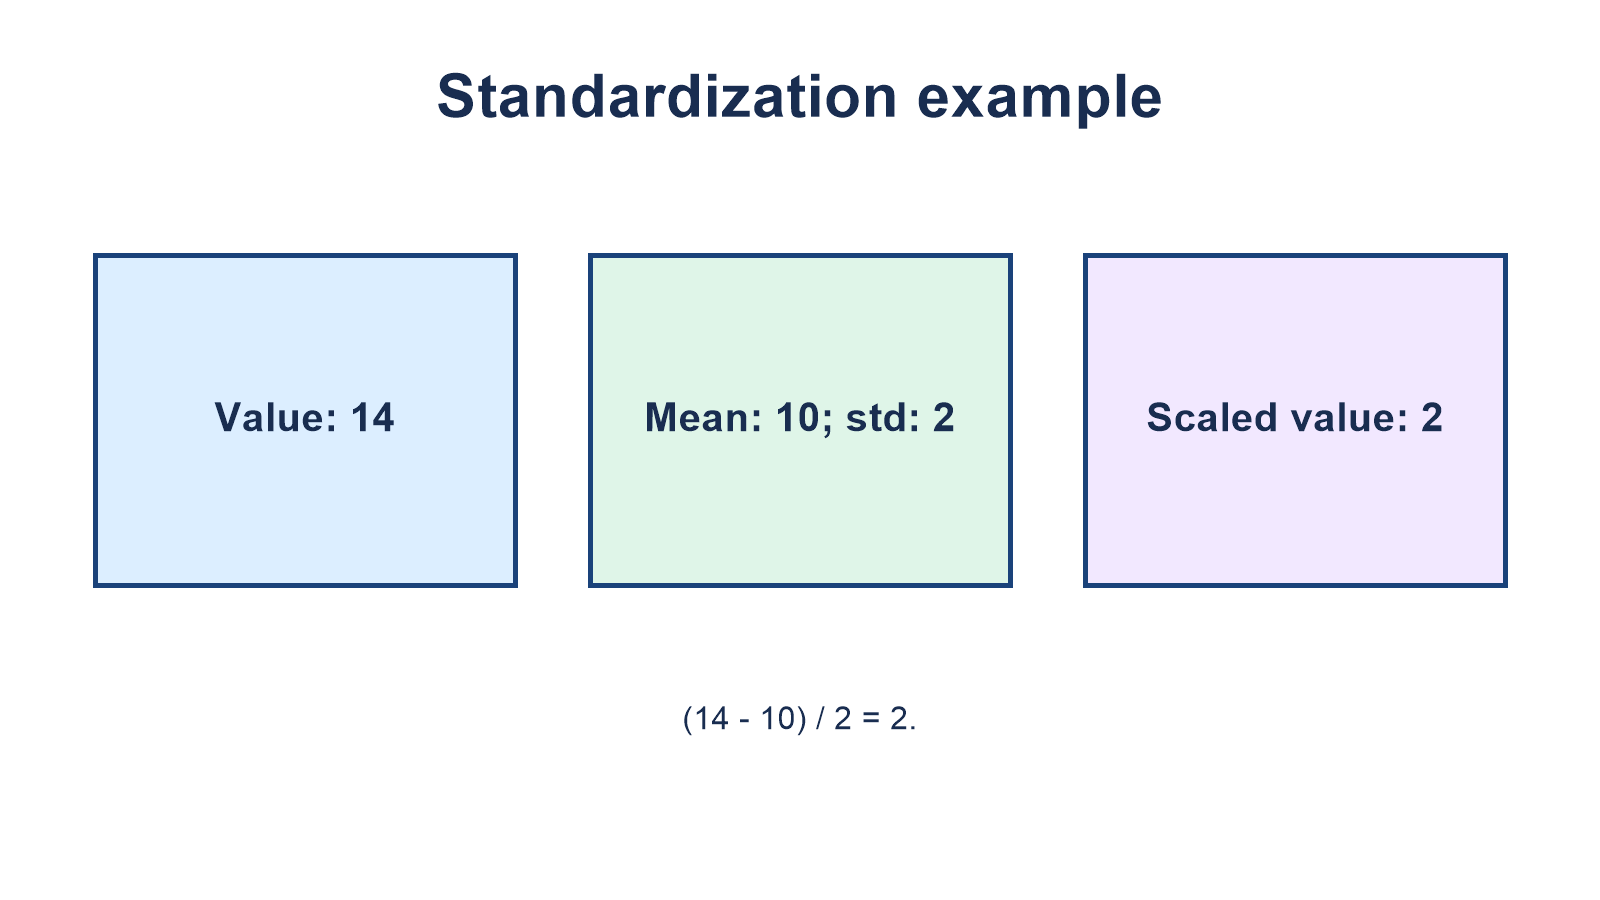 Standardization example
Value: 14
Mean: 10; std: 2
Scaled value: 2
(14 - 10) / 2 = 2.